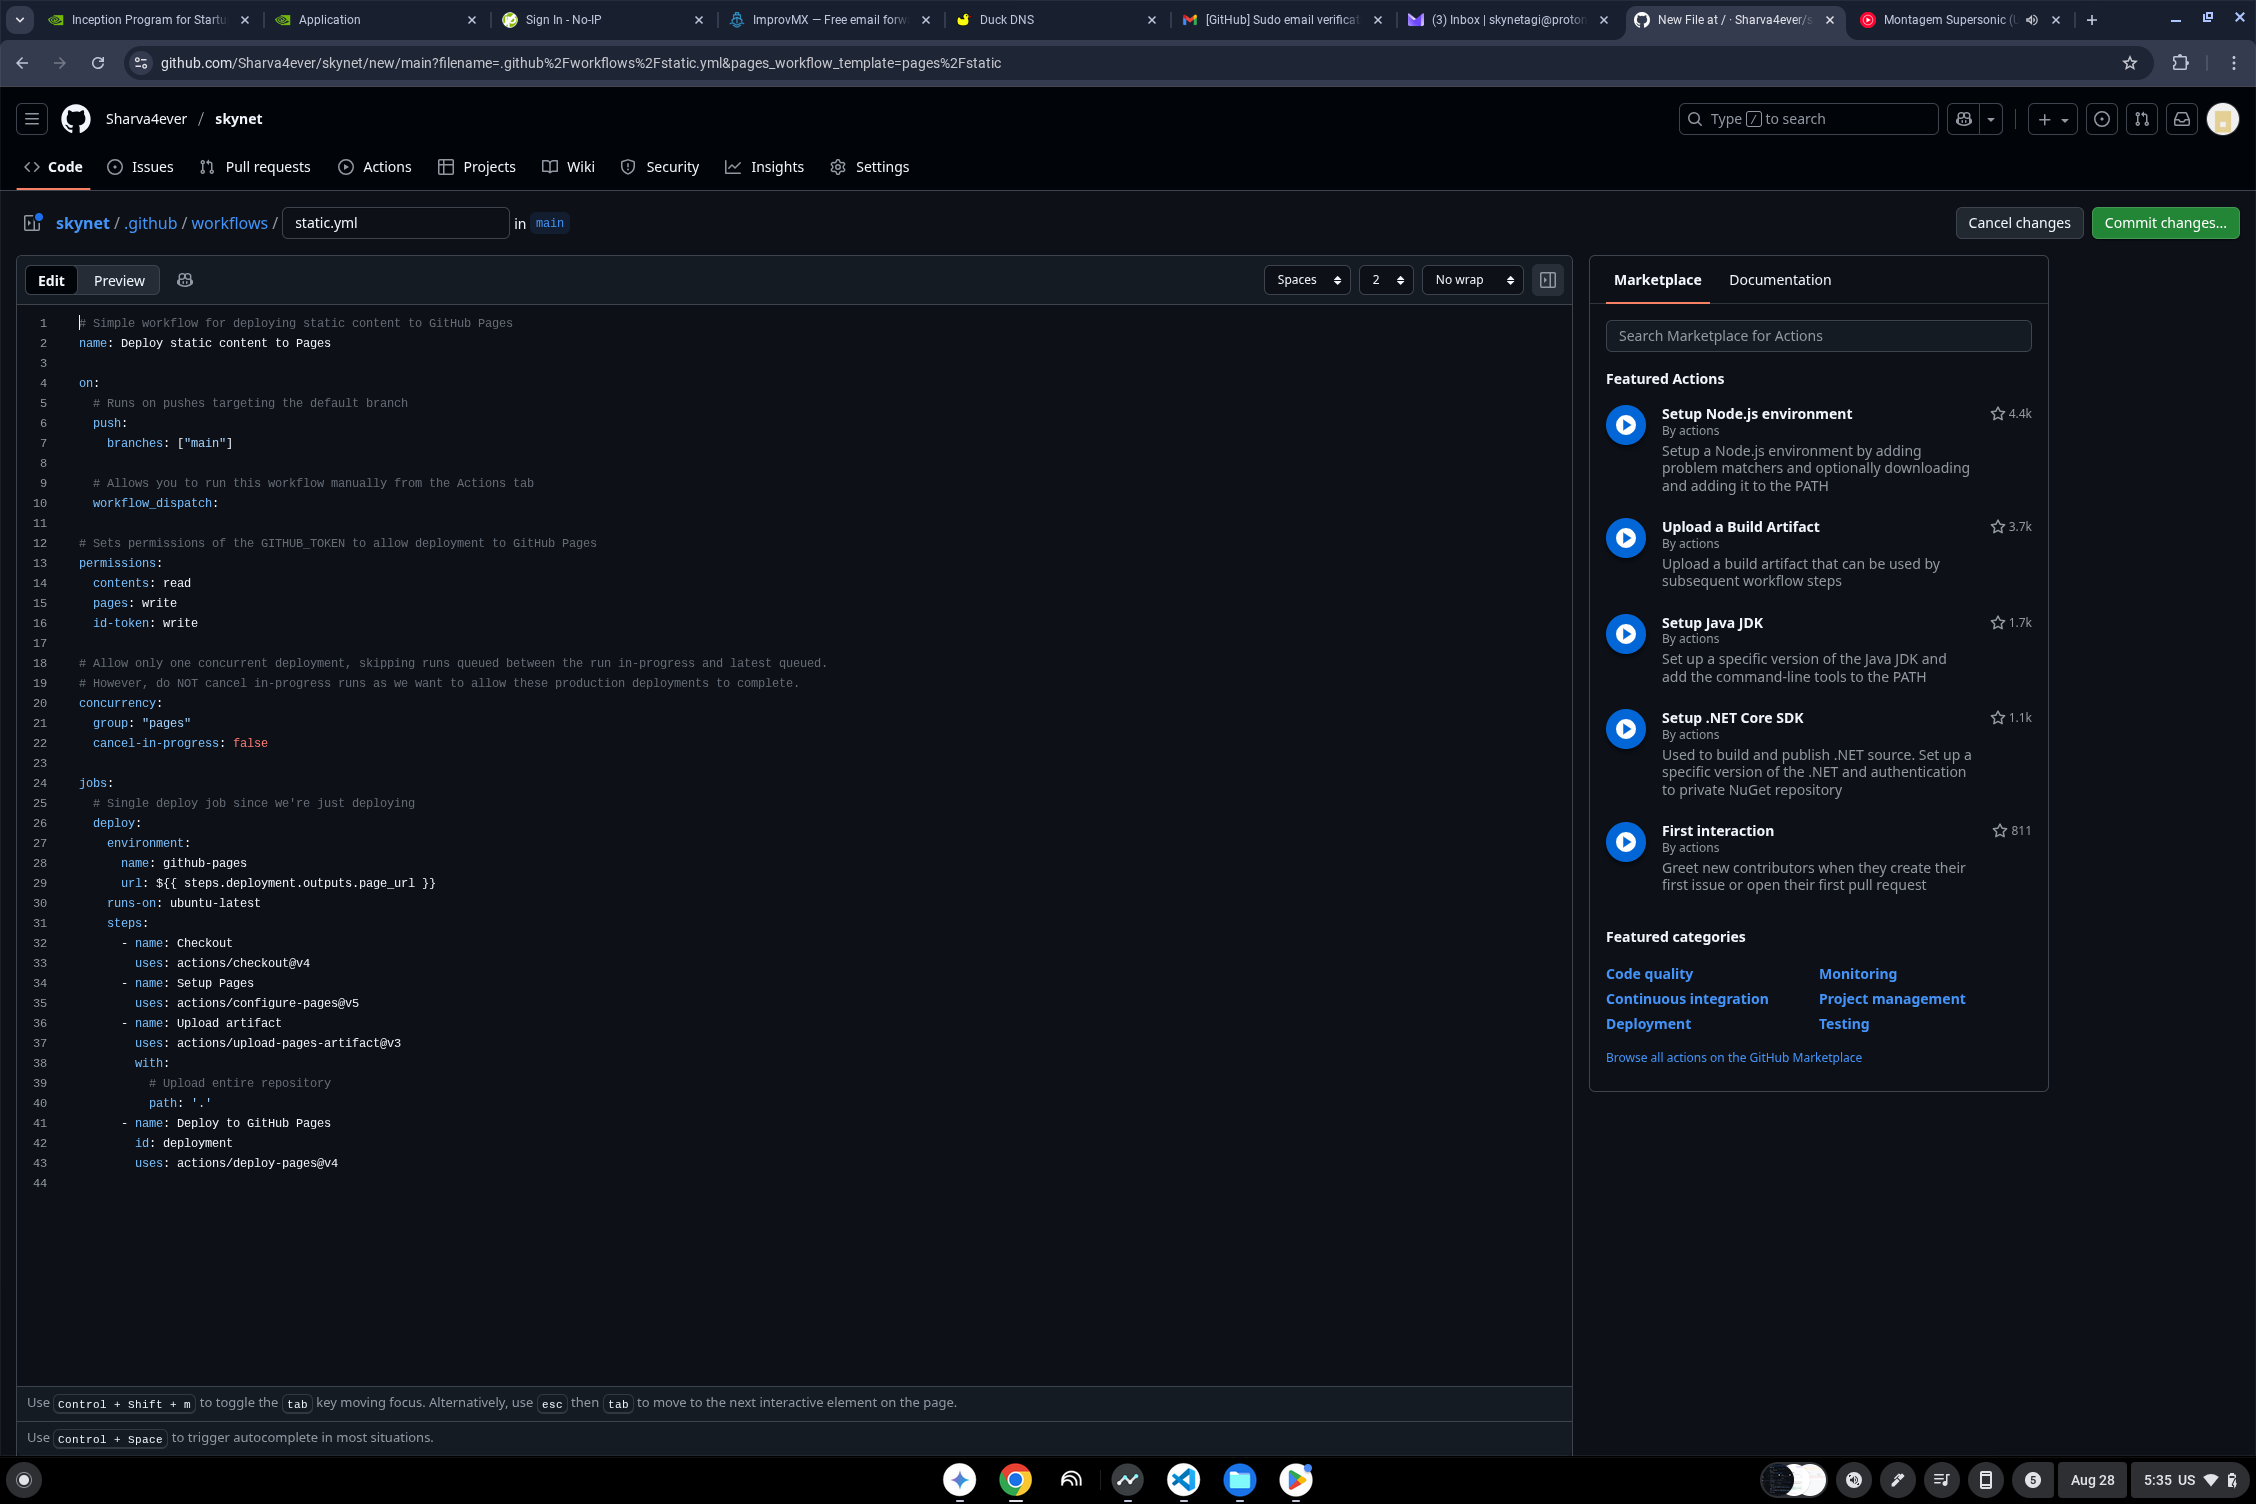 Inception Program for Startu
Application
Sign In - No-IP
ImprovMX — Free email forw
Duck DNS
[GitHub] Sudo email verificat
(3) Inbox | skynetagi@proton
New File at / · Sharva4ever/s
Montagem Supersonic (U
github.com/Sharva4ever/skynet/new/main?filename=.github%2Fworkflows%2Fstatic.yml&pages_workflow_template=pages%2Fstatic
Sharva4ever / skynet
Type / to search
Code
Issues
Pull requests
Actions
Projects
Wiki
Security
Insights
Settings
skynet / .github / workflows / static.yml in main
Cancel changes
Commit changes...
Edit
Preview
Spaces
2
No wrap
1 # Simple workflow for deploying static content to GitHub Pages
2 name: Deploy static content to Pages
3
4 on:
5 # Runs on pushes targeting the default branch
6 push:
7 branches: ["main"]
8
9 # Allows you to run this workflow manually from the Actions tab
10 workflow_dispatch:
11
12 # Sets permissions of the GITHUB_TOKEN to allow deployment to GitHub Pages
13 permissions:
14 contents: read
15 pages: write
16 id-token: write
17
18 # Allow only one concurrent deployment, skipping runs queued between the run in-progress and latest queued.
19 # However, do NOT cancel in-progress runs as we want to allow these production deployments to complete.
20 concurrency:
21 group: "pages"
22 cancel-in-progress: false
23
24 jobs:
25 # Single deploy job since we're just deploying
26 deploy:
27 environment:
28 name: github-pages
29 url: ${{ steps.deployment.outputs.page_url }}
30 runs-on: ubuntu-latest
31 steps:
32 - name: Checkout
33 uses: actions/checkout@v4
34 - name: Setup Pages
35 uses: actions/configure-pages@v5
36 - name: Upload artifact
37 uses: actions/upload-pages-artifact@v3
38 with:
39 # Upload entire repository
40 path: '.'
41 - name: Deploy to GitHub Pages
42 id: deployment
43 uses: actions/deploy-pages@v4
44
Use Control + Shift + m to toggle the tab key moving focus. Alternatively, use esc then tab to move to the next interactive element on the page.
Use Control + Space to trigger autocomplete in most situations.
Marketplace
Documentation
Search Marketplace for Actions
Featured Actions
Setup Node.js environment
4.4k
By actions
Setup a Node.js environment by adding
problem matchers and optionally downloading
and adding it to the PATH
Upload a Build Artifact
3.7k
By actions
Upload a build artifact that can be used by
subsequent workflow steps
Setup Java JDK
1.7k
By actions
Set up a specific version of the Java JDK and
add the command-line tools to the PATH
Setup .NET Core SDK
1.1k
By actions
Used to build and publish .NET source. Set up a
specific version of the .NET and authentication
to private NuGet repository
First interaction
811
By actions
Greet new contributors when they create their
first issue or open their first pull request
Featured categories
Code quality
Monitoring
Continuous integration
Project management
Deployment
Testing
Browse all actions on the GitHub Marketplace
5
Aug 28
5:35 US